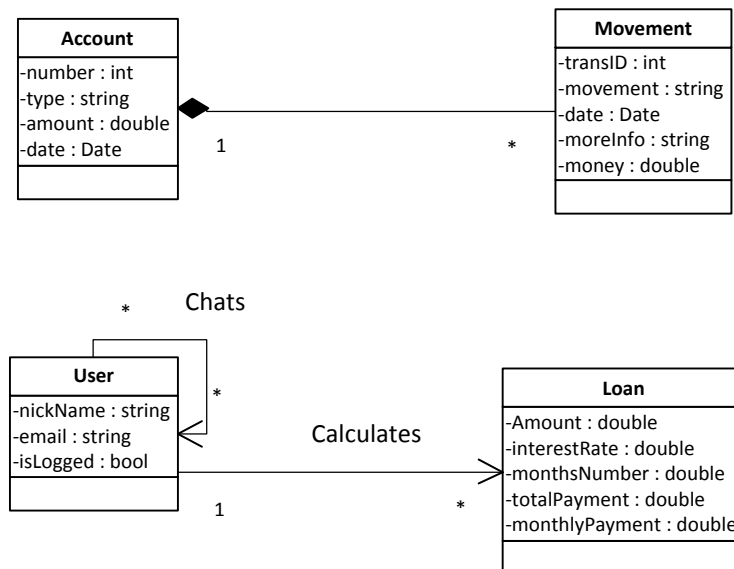 Account
-number : int
-type : string
-amount : double
-date : Date
1
*
Movement
-transID : int
-movement : string
-date : Date
-moreInfo : string
-money : double
*
Chats
*
User
-nickName : string
-email : string
-isLogged : bool
Calculates
1
*
Loan
-Amount : double
-interestRate : double
-monthsNumber : double
-totalPayment : double
-monthlyPayment : double